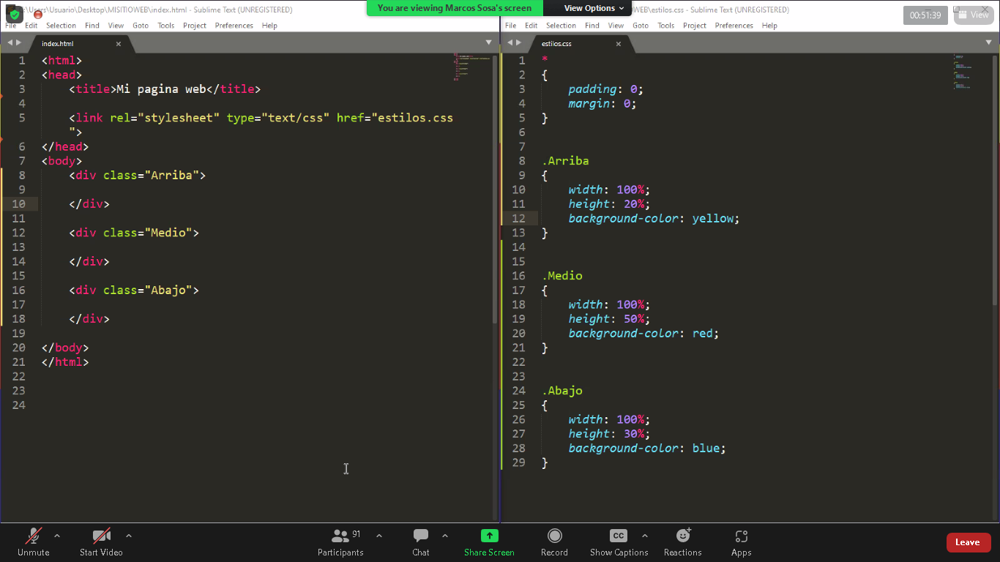 :\Users\Usuario\Desktop\MISITIOWEB\index.html - Sublime Text (UNREGISTERED)
You are viewing Marcos Sosa's screen
View Options
WEB\estilos.css - Sublime Text (UNREGISTERED)
00:51:39
View
File Edit Selection Find View Goto Tools Project Preferences Help
File Edit Selection Find View Goto Tools Project Preferences Help
index.html
1 <html>
2 <head>
3 <title>Mi pagina web</title>
4
5 <link rel="stylesheet" type="text/css" href="estilos.css
">
6 </head>
7 <body>
8 <div class="Arriba">
9
10 </div>
11
12 <div class="Medio">
13
14 </div>
15
16 <div class="Abajo">
17
18 </div>
19
20 </body>
21 </html>
22
23
24
estilos.css
1 *
2 {
3 padding: 0;
4 margin: 0;
5 }
6
7
8 .Arriba
9 {
10 width: 100%;
11 height: 20%;
12 background-color: yellow;
13 }
14
15
16 .Medio
17 {
18 width: 100%;
19 height: 50%;
20 background-color: red;
21 }
22
23
24 .Abajo
25 {
26 width: 100%;
27 height: 30%;
28 background-color: blue;
29 }
91
CC
Unmute Start Video Participants Chat Share Screen Record Show Captions Reactions Apps Leave